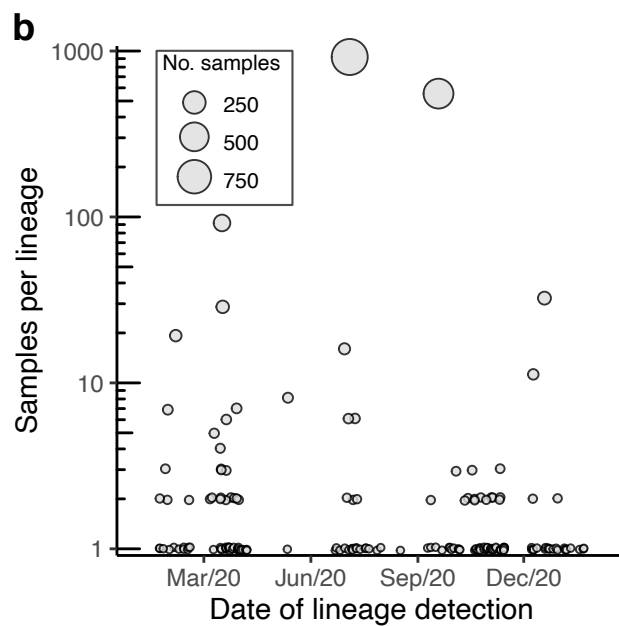 b
1000
100
10
1
Samples per lineage
No. samples
250
500
750
Mar/20 Jun/20 Sep/20 Dec/20
Date of lineage detection